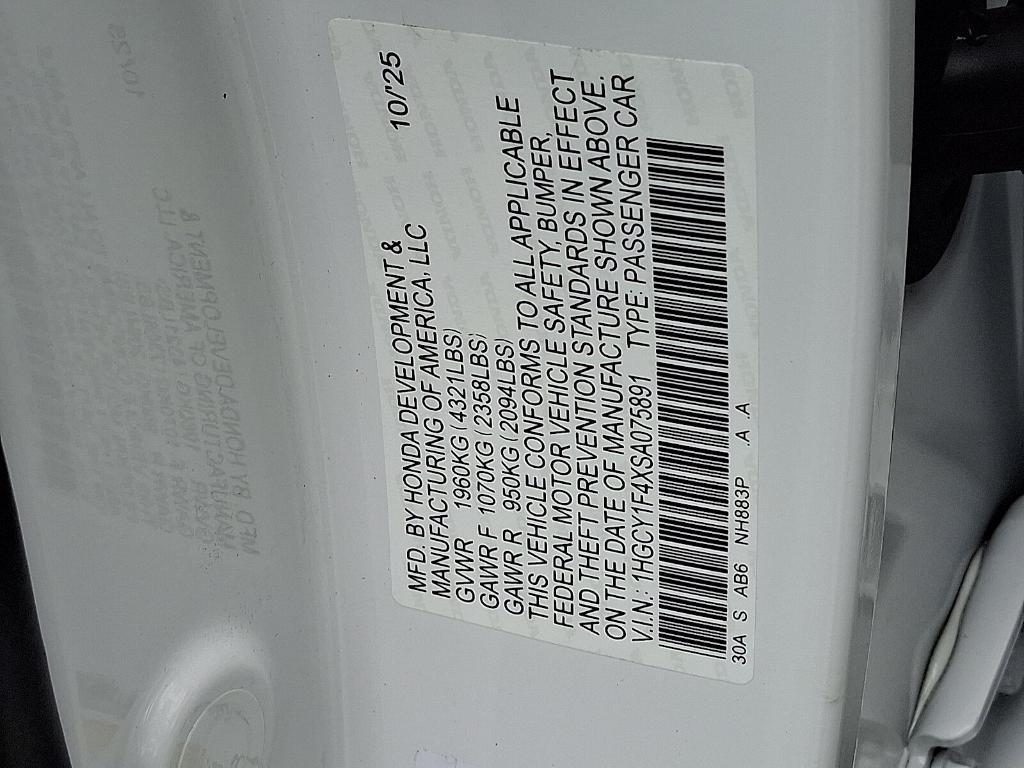 MFD. BY HONDA DEVELOPMENT & 10/'25
MANUFACTURING OF AMERICA, LLC
GVWR 1960KG (4321LBS)
GAWR F 1070KG (2358LBS)
GAWR R 950KG (2094LBS)
THIS VEHICLE CONFORMS TO ALL APPLICABLE
FEDERAL MOTOR VEHICLE SAFETY, BUMPER,
AND THEFT PREVENTION STANDARDS IN EFFECT
ON THE DATE OF MANUFACTURE SHOWN ABOVE.
V.I.N.: 1HGCY1F4XSA075891 TYPE: PASSENGER CAR
30A S AB6 NH883P A A